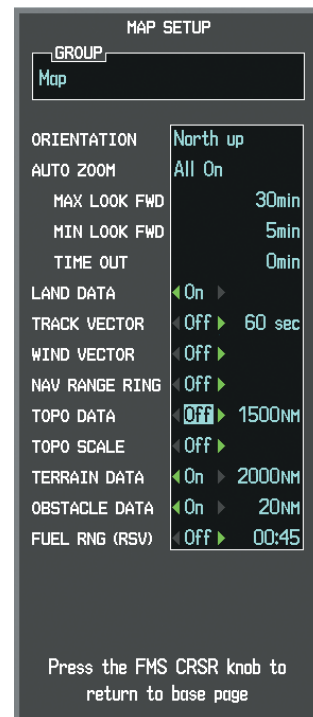 MAP SETUP
GROUP
Map
ORIENTATION North up
AUTO ZOOM All On
MAX LOOK FWD 30min
MIN LOOK FWD 5min
TIME OUT 0min
LAND DATA On
TRACK VECTOR Off 60 sec
WIND VECTOR Off
NAV RANGE RING Off
TOPO DATA Off 1500NM
TOPO SCALE Off
TERRAIN DATA On 2000NM
OBSTACLE DATA On 20NM
FUEL RNG (RSV) Off 00:45
Press the FMS CRSR knob to
return to base page